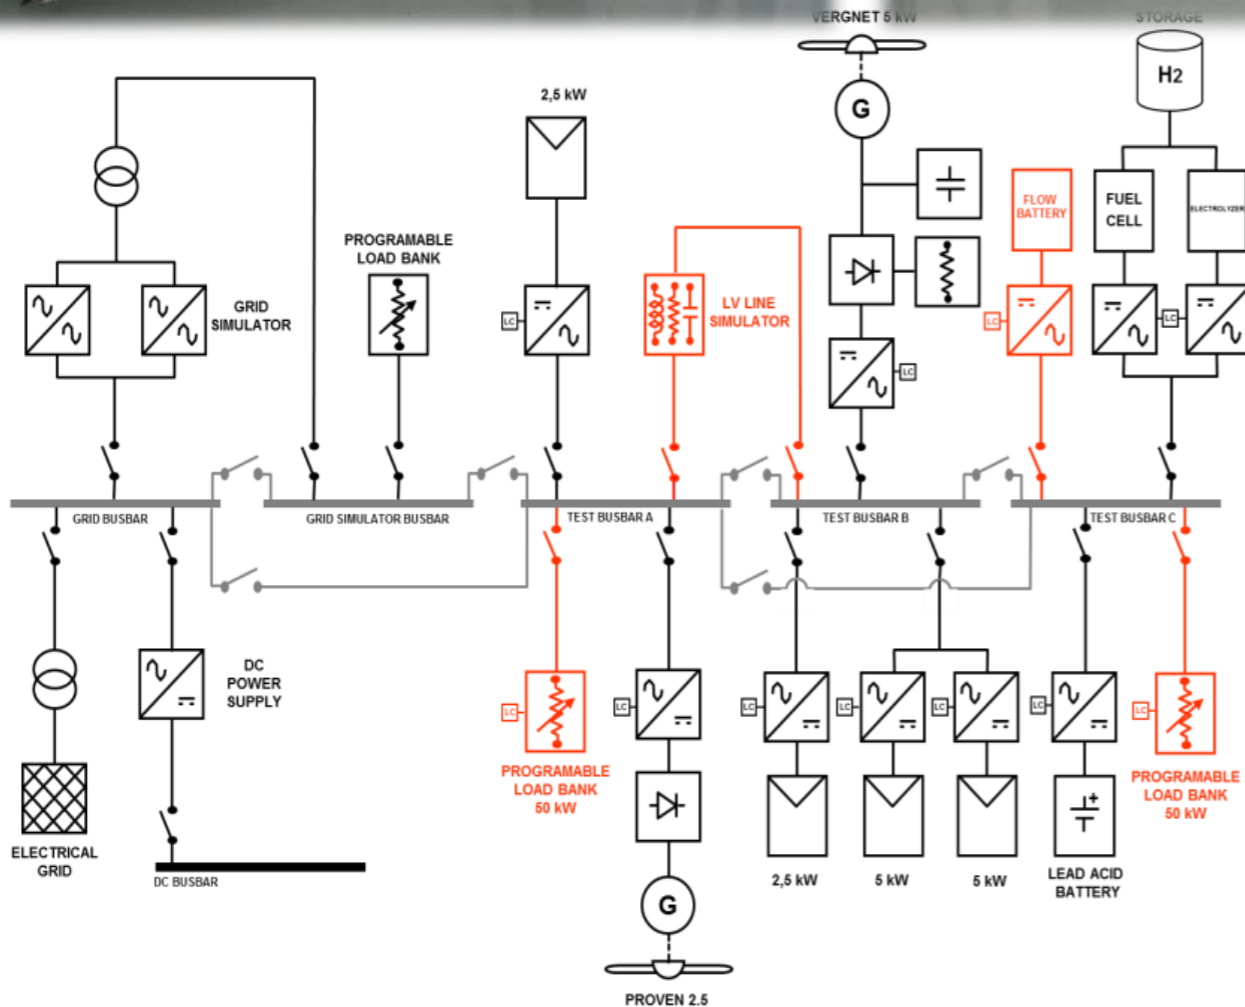 VERGNET 5 kW
STORAGE
H2
2,5 kW
G
FLOW
BATTERY
FUEL
CELL
ELECTROLYZER
PROGRAMABLE
LOAD BANK
GRID
SIMULATOR
LC
LV LINE
SIMULATOR
LC
LC
LC
GRID BUSBAR
GRID SIMULATOR BUSBAR
TEST BUSBAR A
TEST BUSBAR B
TEST BUSBAR C
DC
POWER
SUPPLY
LC
LC
LC
LC
LC
LC
LC
PROGRAMABLE
LOAD BANK
50 kW
PROGRAMABLE
LOAD BANK
50 kW
ELECTRICAL
GRID
DC BUSBAR
2,5 kW
5 kW
5 kW
LEAD ACID
BATTERY
G
PROVEN 2.5